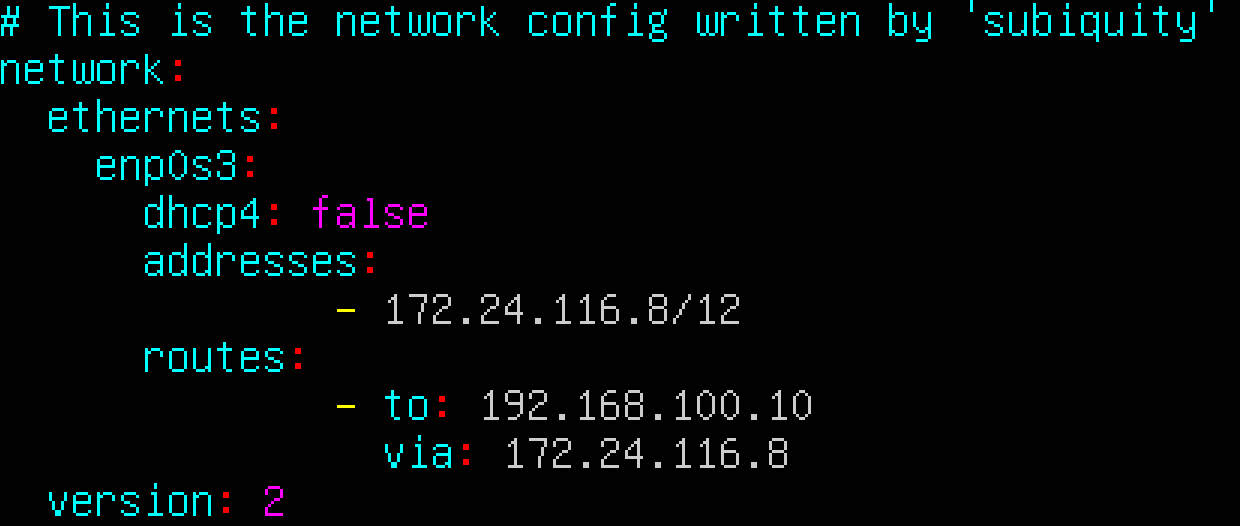 # This is the network config written by 'subiquity'
network:
  ethernets:
    enp0s3:
      dhcp4: false
      addresses:
              - 172.24.116.8/12
      routes:
              - to: 192.168.100.10
                via: 172.24.116.8
  version: 2